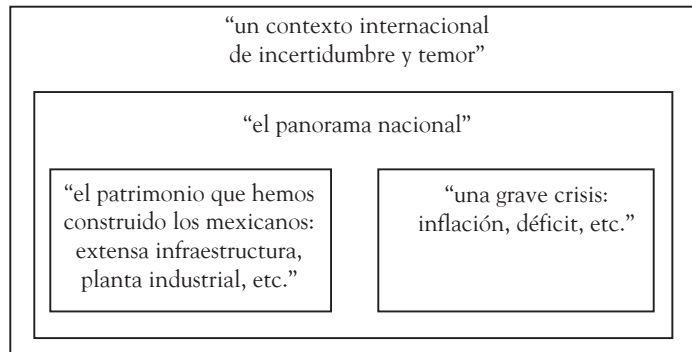 “un contexto internacional
de incertidumbre y temor”
“el panorama nacional”
“el patrimonio que hemos
construido los mexicanos:
extensa infraestructura,
planta industrial, etc.”
“una grave crisis:
inflación, déficit, etc.”